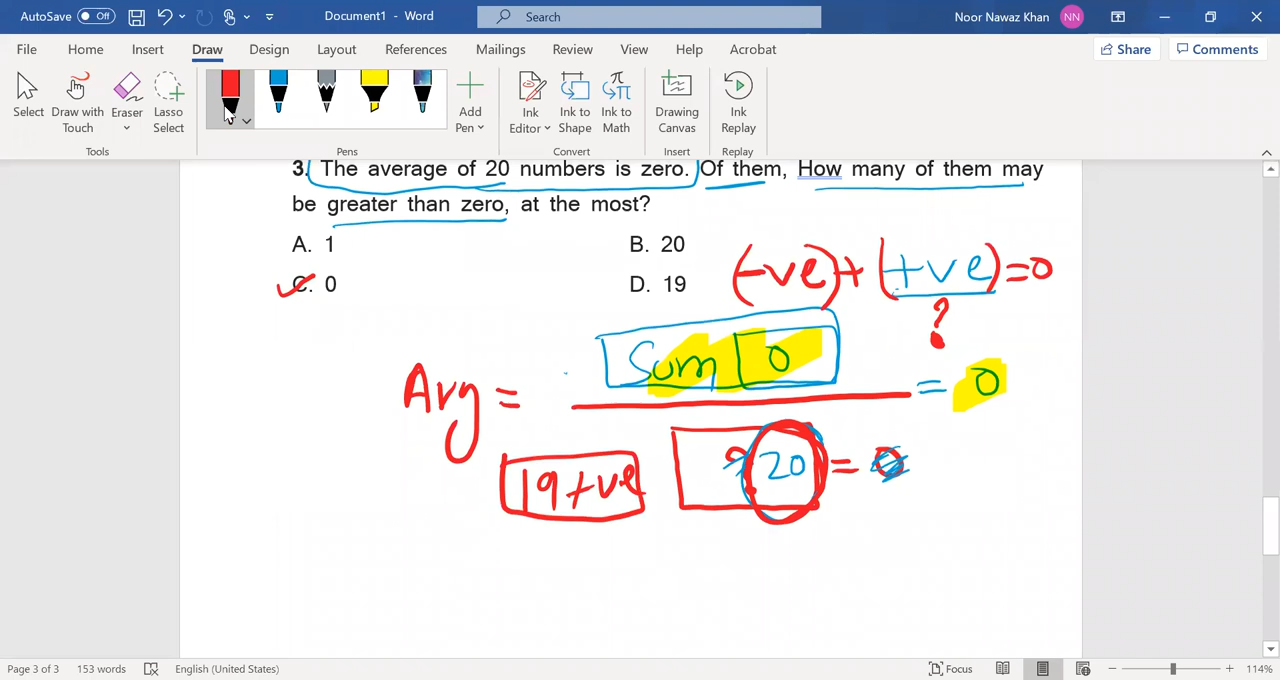 AutoSave Off Document1 - Word Search Noor Nawaz Khan NN
File Home Insert Draw Design Layout References Mailings Review View Help Acrobat Share Comments
Select Draw with Touch Eraser Lasso Select Add Pen Ink Editor Ink to Shape Ink to Math Drawing Canvas Ink Replay
Tools Pens Convert Insert Replay
3. The average of 20 numbers is zero. Of them, How many of them may
be greater than zero, at the most?
A. 1 B. 20
C. 0 D. 19
(-ve) + (+ve) = 0
?
Avg = Sum 0 = 0
19 +ve 20 = 0
Page 3 of 3 153 words English (United States) Focus 114%